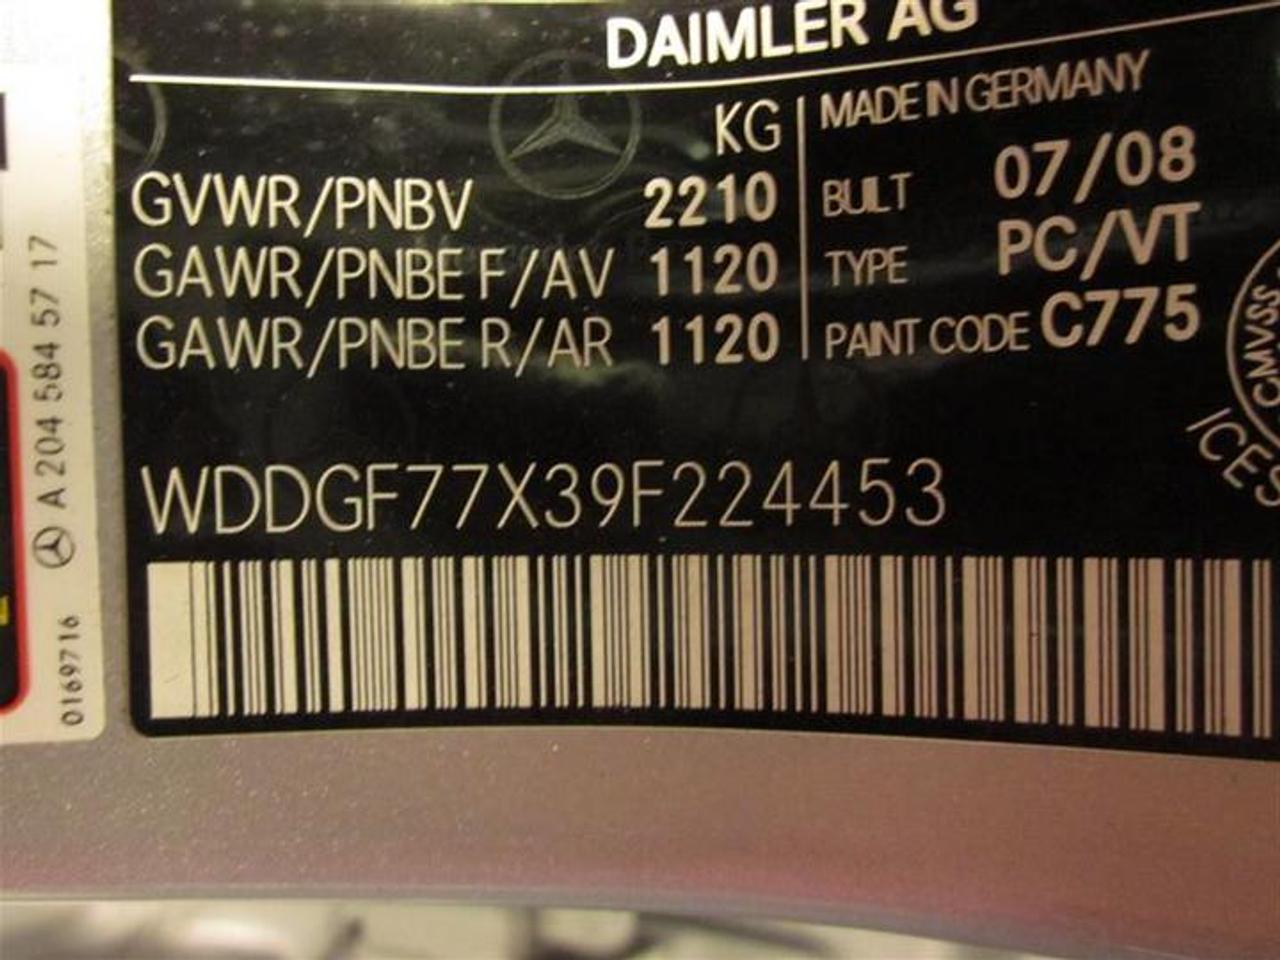 DAIMLER AG
KG
GVWR/PNBV 2210
GAWR/PNBE F/AV 1120
GAWR/PNBE R/AR 1120
MADE IN GERMANY
BUILT 07/08
TYPE PC/VT
PAINT CODE C775
WDDGF77X39F224453
CMVSS
A 204 584 57 17
0169716